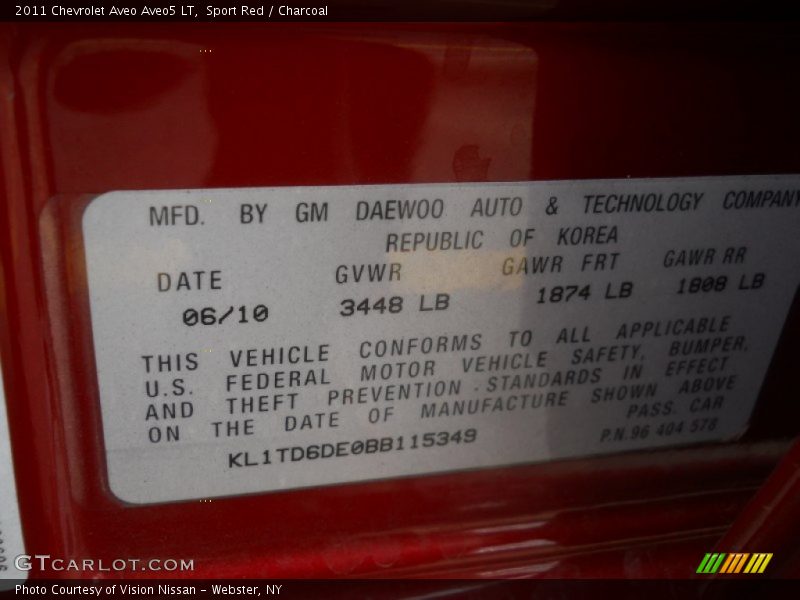 2011 Chevrolet Aveo Aveo5 LT,  Sport Red / Charcoal
MFD. BY GM DAEWOO AUTO & TECHNOLOGY COMPANY
REPUBLIC OF KOREA
DATE GVWR GAWR FRT GAWR RR
06/10 3448 LB 1874 LB 1808 LB
THIS VEHICLE CONFORMS TO ALL APPLICABLE
U.S. FEDERAL MOTOR VEHICLE SAFETY, BUMPER,
AND THEFT PREVENTION STANDARDS IN EFFECT
ON THE DATE OF MANUFACTURE SHOWN ABOVE
PASS. CAR
KL1TD6DE0BB115349
P.N.96 404 578
GTcarlot.com
Photo Courtesy of Vision Nissan - Webster, NY